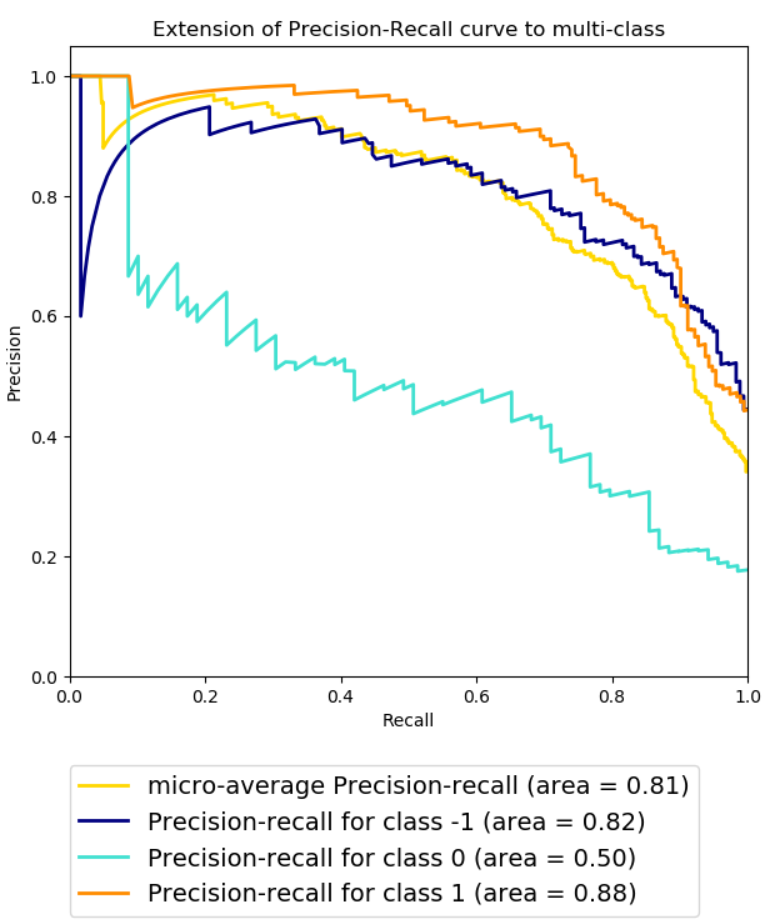 Extension of Precision-Recall curve to multi-class
1.0
0.8
0.6
0.4
0.2
0.0
Precision
0.0 0.2 0.4 0.6 0.8 1.0
Recall
micro-average Precision-recall (area = 0.81)
Precision-recall for class -1 (area = 0.82)
Precision-recall for class 0 (area = 0.50)
Precision-recall for class 1 (area = 0.88)